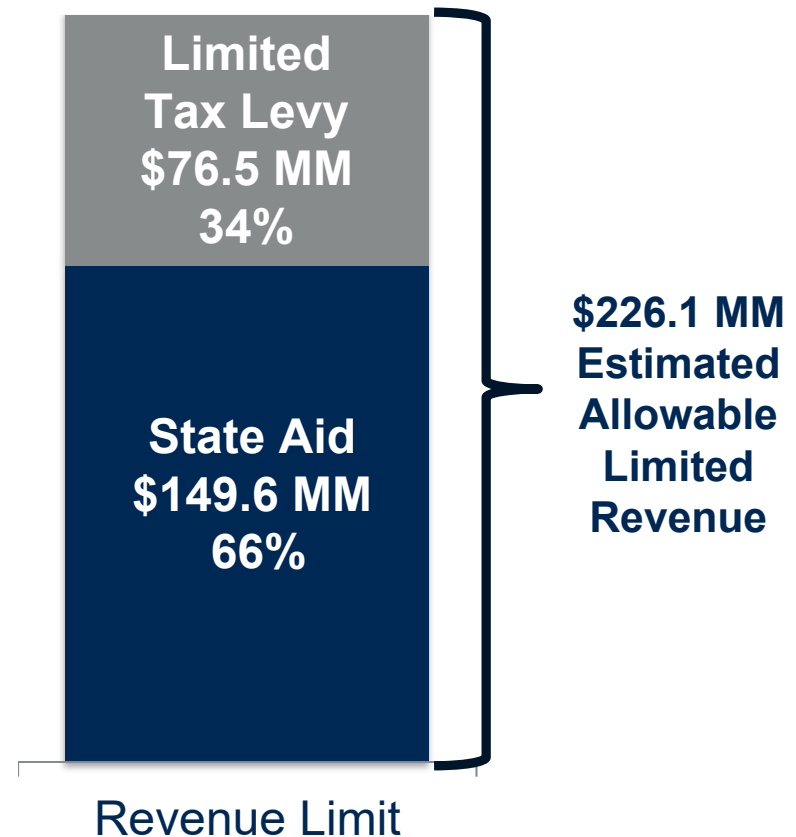 Limited
Tax Levy
$76.5 MM
34%
State Aid
$149.6 MM
66%
$226.1 MM
Estimated
Allowable
Limited
Revenue
Revenue Limit